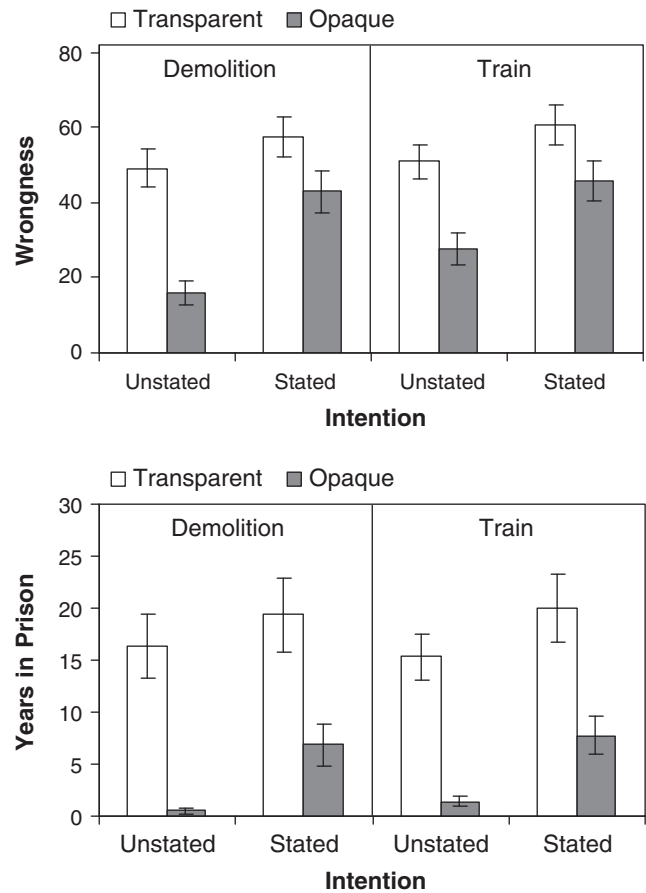 Transparent Opaque
80
60
40
20
0
Wrongness
Demolition Train
Unstated Stated Unstated Stated
Intention
Transparent Opaque
30
25
20
15
10
5
0
Years in Prison
Demolition Train
Unstated Stated Unstated Stated
Intention